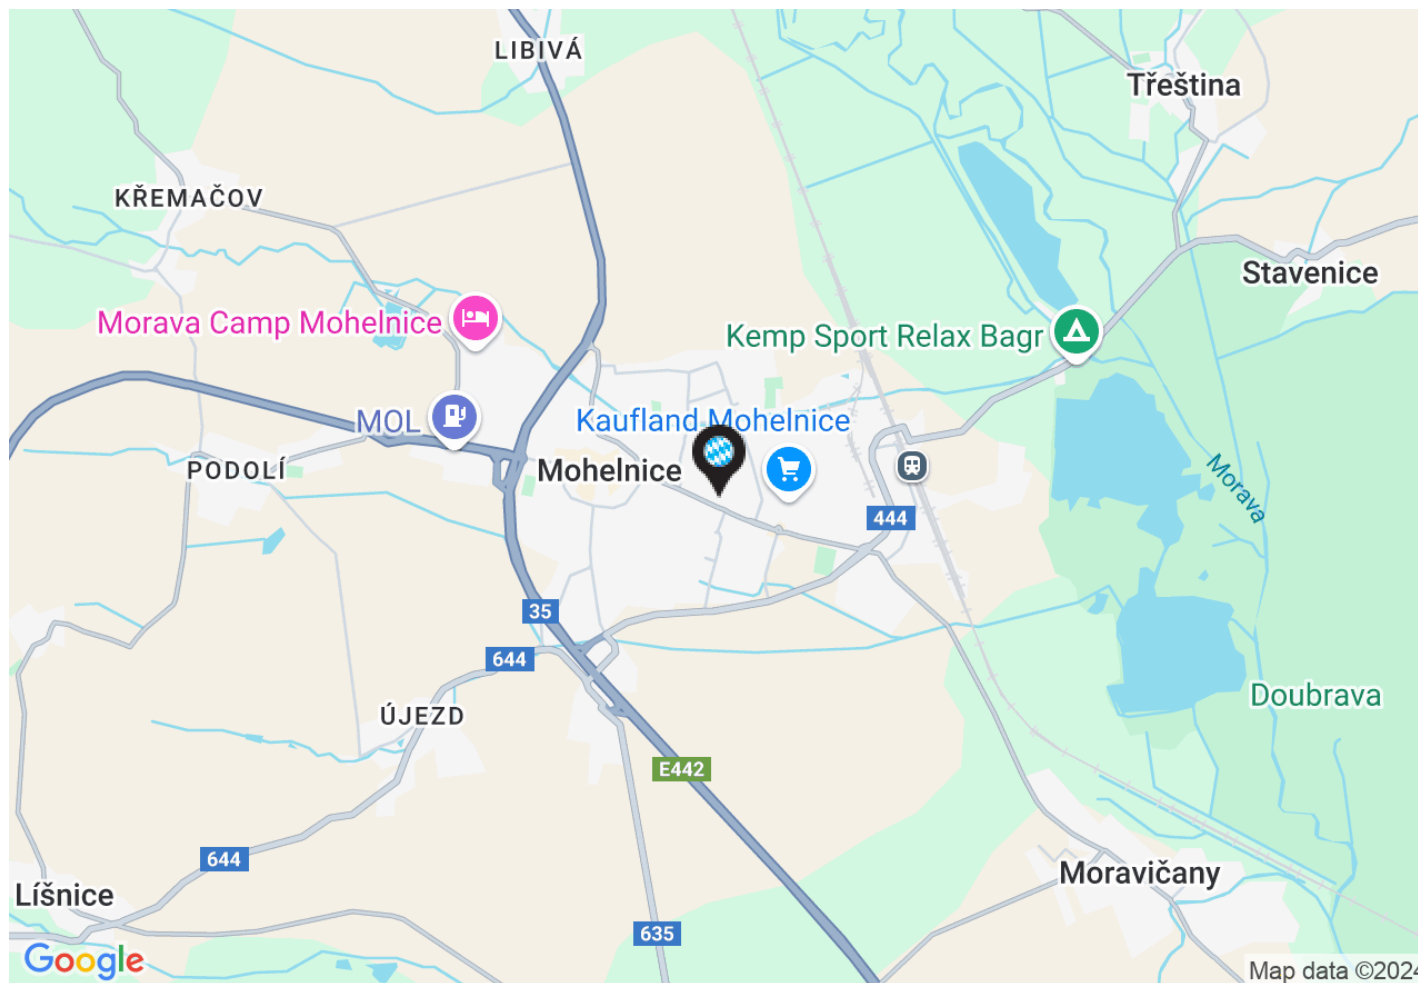 LIBIVÁ
Třeština
KŘEMAČOV
Stavenice
Morava Camp Mohelnice
Kemp Sport Relax Bagr
MOL
Kaufland Mohelnice
PODOLÍ
Mohelnice
Morava
444
35
644
Doubrava
ÚJEZD
E442
644
Moravičany
Líšnice
635
Google
Map data ©2024